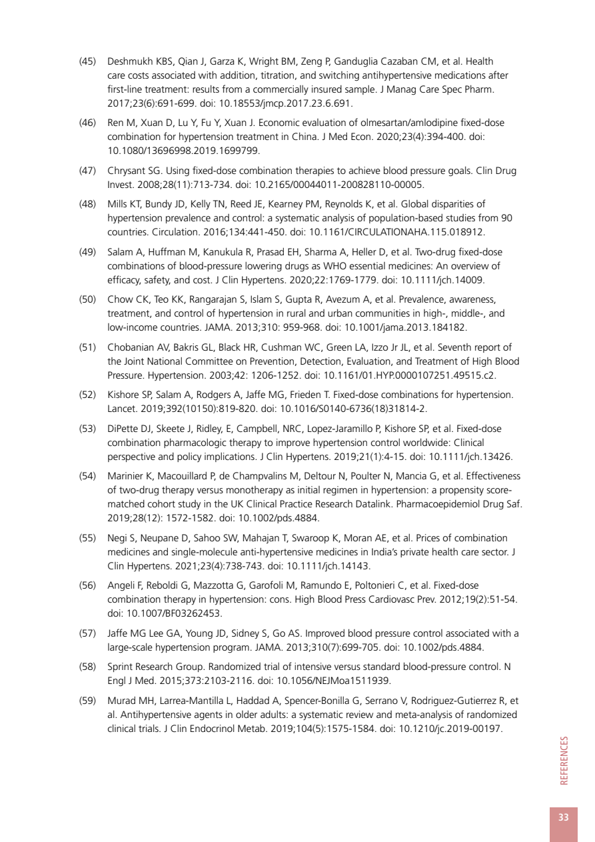 (45) Deshmukh KBS, Qian J, Garza K, Wright BM, Zeng P, Ganduglia Cazaban CM, et al. Health
care costs associated with addition, titration, and switching antihypertensive medications after
first-line treatment: results from a commercially insured sample. J Manag Care Spec Pharm.
2017;23(6):691-699. doi: 10.18553/jmcp.2017.23.6.691.
(46) Ren M, Xuan D, Lu Y, Fu Y, Xuan J. Economic evaluation of olmesartan/amlodipine fixed-dose
combination for hypertension treatment in China. J Med Econ. 2020;23(4):394-400. doi:
10.1080/13696998.2019.1699799.
(47) Chrysant SG. Using fixed-dose combination therapies to achieve blood pressure goals. Clin Drug
Invest. 2008;28(11):713-734. doi: 10.2165/00044011-200828110-00005.
(48) Mills KT, Bundy JD, Kelly TN, Reed JE, Kearney PM, Reynolds K, et al. Global disparities of
hypertension prevalence and control: a systematic analysis of population-based studies from 90
countries. Circulation. 2016;134:441-450. doi: 10.1161/CIRCULATIONAHA.115.018912.
(49) Salam A, Huffman M, Kanukula R, Prasad EH, Sharma A, Heller D, et al. Two-drug fixed-dose
combinations of blood-pressure lowering drugs as WHO essential medicines: An overview of
efficacy, safety, and cost. J Clin Hypertens. 2020;22:1769-1779. doi: 10.1111/jch.14009.
(50) Chow CK, Teo KK, Rangarajan S, Islam S, Gupta R, Avezum A, et al. Prevalence, awareness,
treatment, and control of hypertension in rural and urban communities in high-, middle-, and
low-income countries. JAMA. 2013;310: 959-968. doi: 10.1001/jama.2013.184182.
(51) Chobanian AV, Bakris GL, Black HR, Cushman WC, Green LA, Izzo Jr JL, et al. Seventh report of
the Joint National Committee on Prevention, Detection, Evaluation, and Treatment of High Blood
Pressure. Hypertension. 2003;42: 1206-1252. doi: 10.1161/01.HYP.0000107251.49515.c2.
(52) Kishore SP, Salam A, Rodgers A, Jaffe MG, Frieden T. Fixed-dose combinations for hypertension.
Lancet. 2019;392(10150):819-820. doi: 10.1016/S0140-6736(18)31814-2.
(53) DiPette DJ, Skeete J, Ridley, E, Campbell, NRC, Lopez-Jaramillo P, Kishore SP, et al. Fixed-dose
combination pharmacologic therapy to improve hypertension control worldwide: Clinical
perspective and policy implications. J Clin Hypertens. 2019;21(1):4-15. doi: 10.1111/jch.13426.
(54) Marinier K, Macouillard P, de Champvalins M, Deltour N, Poulter N, Mancia G, et al. Effectiveness
of two-drug therapy versus monotherapy as initial regimen in hypertension: a propensity score-
matched cohort study in the UK Clinical Practice Research Datalink. Pharmacoepidemiol Drug Saf.
2019;28(12): 1572-1582. doi: 10.1002/pds.4884.
(55) Negi S, Neupane D, Sahoo SW, Mahajan T, Swaroop K, Moran AE, et al. Prices of combination
medicines and single-molecule anti-hypertensive medicines in India's private health care sector. J
Clin Hypertens. 2021;23(4):738-743. doi: 10.1111/jch.14143.
(56) Angeli F, Reboldi G, Mazzotta G, Garofoli M, Ramundo E, Poltonieri C, et al. Fixed-dose
combination therapy in hypertension: cons. High Blood Press Cardiovasc Prev. 2012;19(2):51-54.
doi: 10.1007/BF03262453.
(57) Jaffe MG Lee GA, Young JD, Sidney S, Go AS. Improved blood pressure control associated with a
large-scale hypertension program. JAMA. 2013;310(7):699-705. doi: 10.1002/pds.4884.
(58) Sprint Research Group. Randomized trial of intensive versus standard blood-pressure control. N
Engl J Med. 2015;373:2103-2116. doi: 10.1056/NEJMoa1511939.
(59) Murad MH, Larrea-Mantilla L, Haddad A, Spencer-Bonilla G, Serrano V, Rodriguez-Gutierrez R, et
al. Antihypertensive agents in older adults: a systematic review and meta-analysis of randomized
clinical trials. J Clin Endocrinol Metab. 2019;104(5):1575-1584. doi: 10.1210/jc.2019-00197.
REFERENCES
33